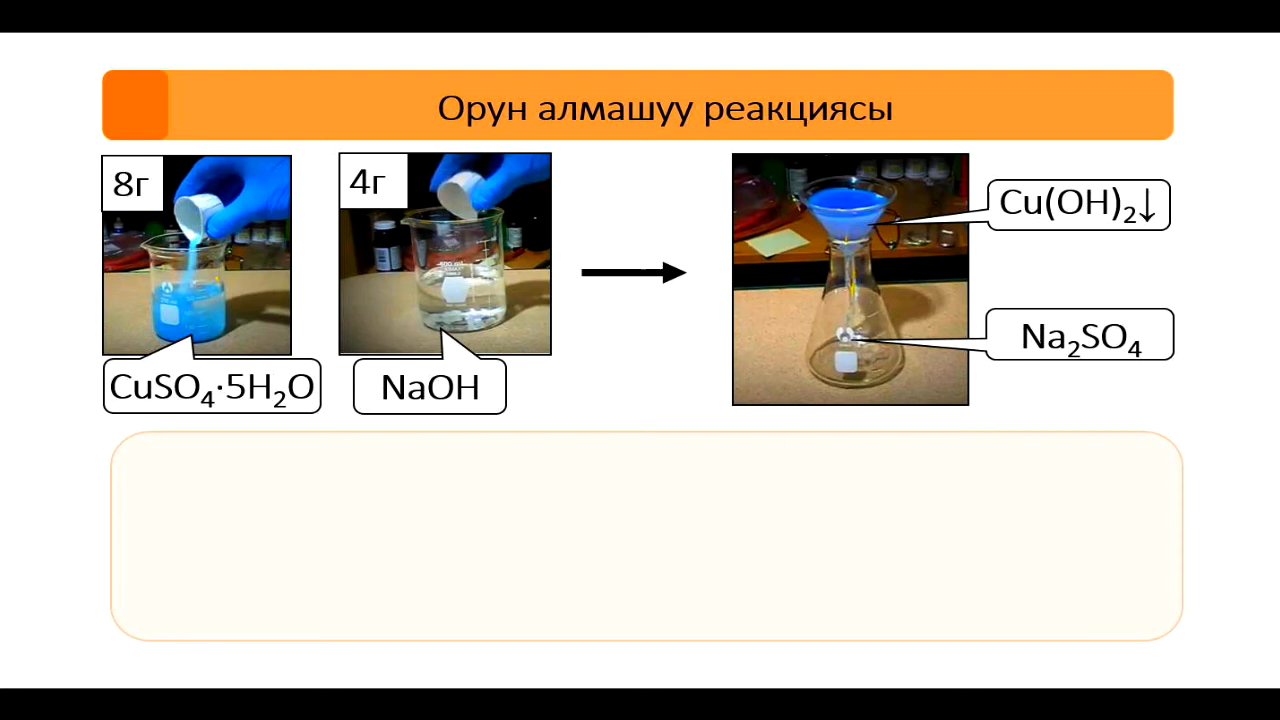 Орун алмашуу реакциясы
8г
4г
Cu(OH)₂↓
Na₂SO₄
CuSO₄·5H₂O
NaOH